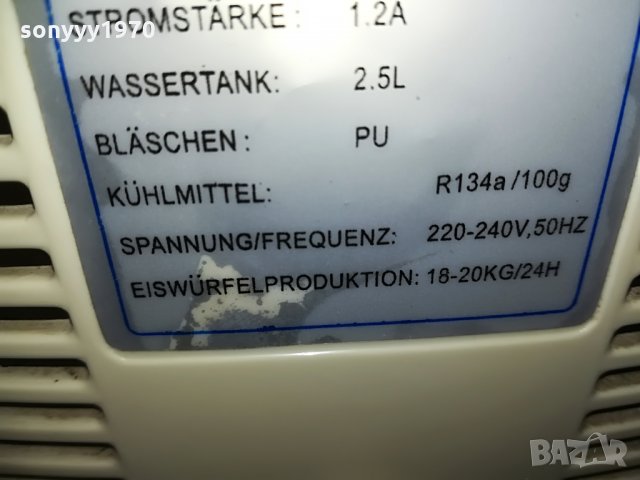 sonyyy1970
STROMSTÄRKE: 1.2A
WASSERTANK: 2.5L
BLÄSCHEN: PU
KÜHLMITTEL: R134a/100g
SPANNUNG/FREQUENZ: 220-240V,50HZ
EISWÜRFELPRODUKTION: 18-20KG/24H
BAZAR